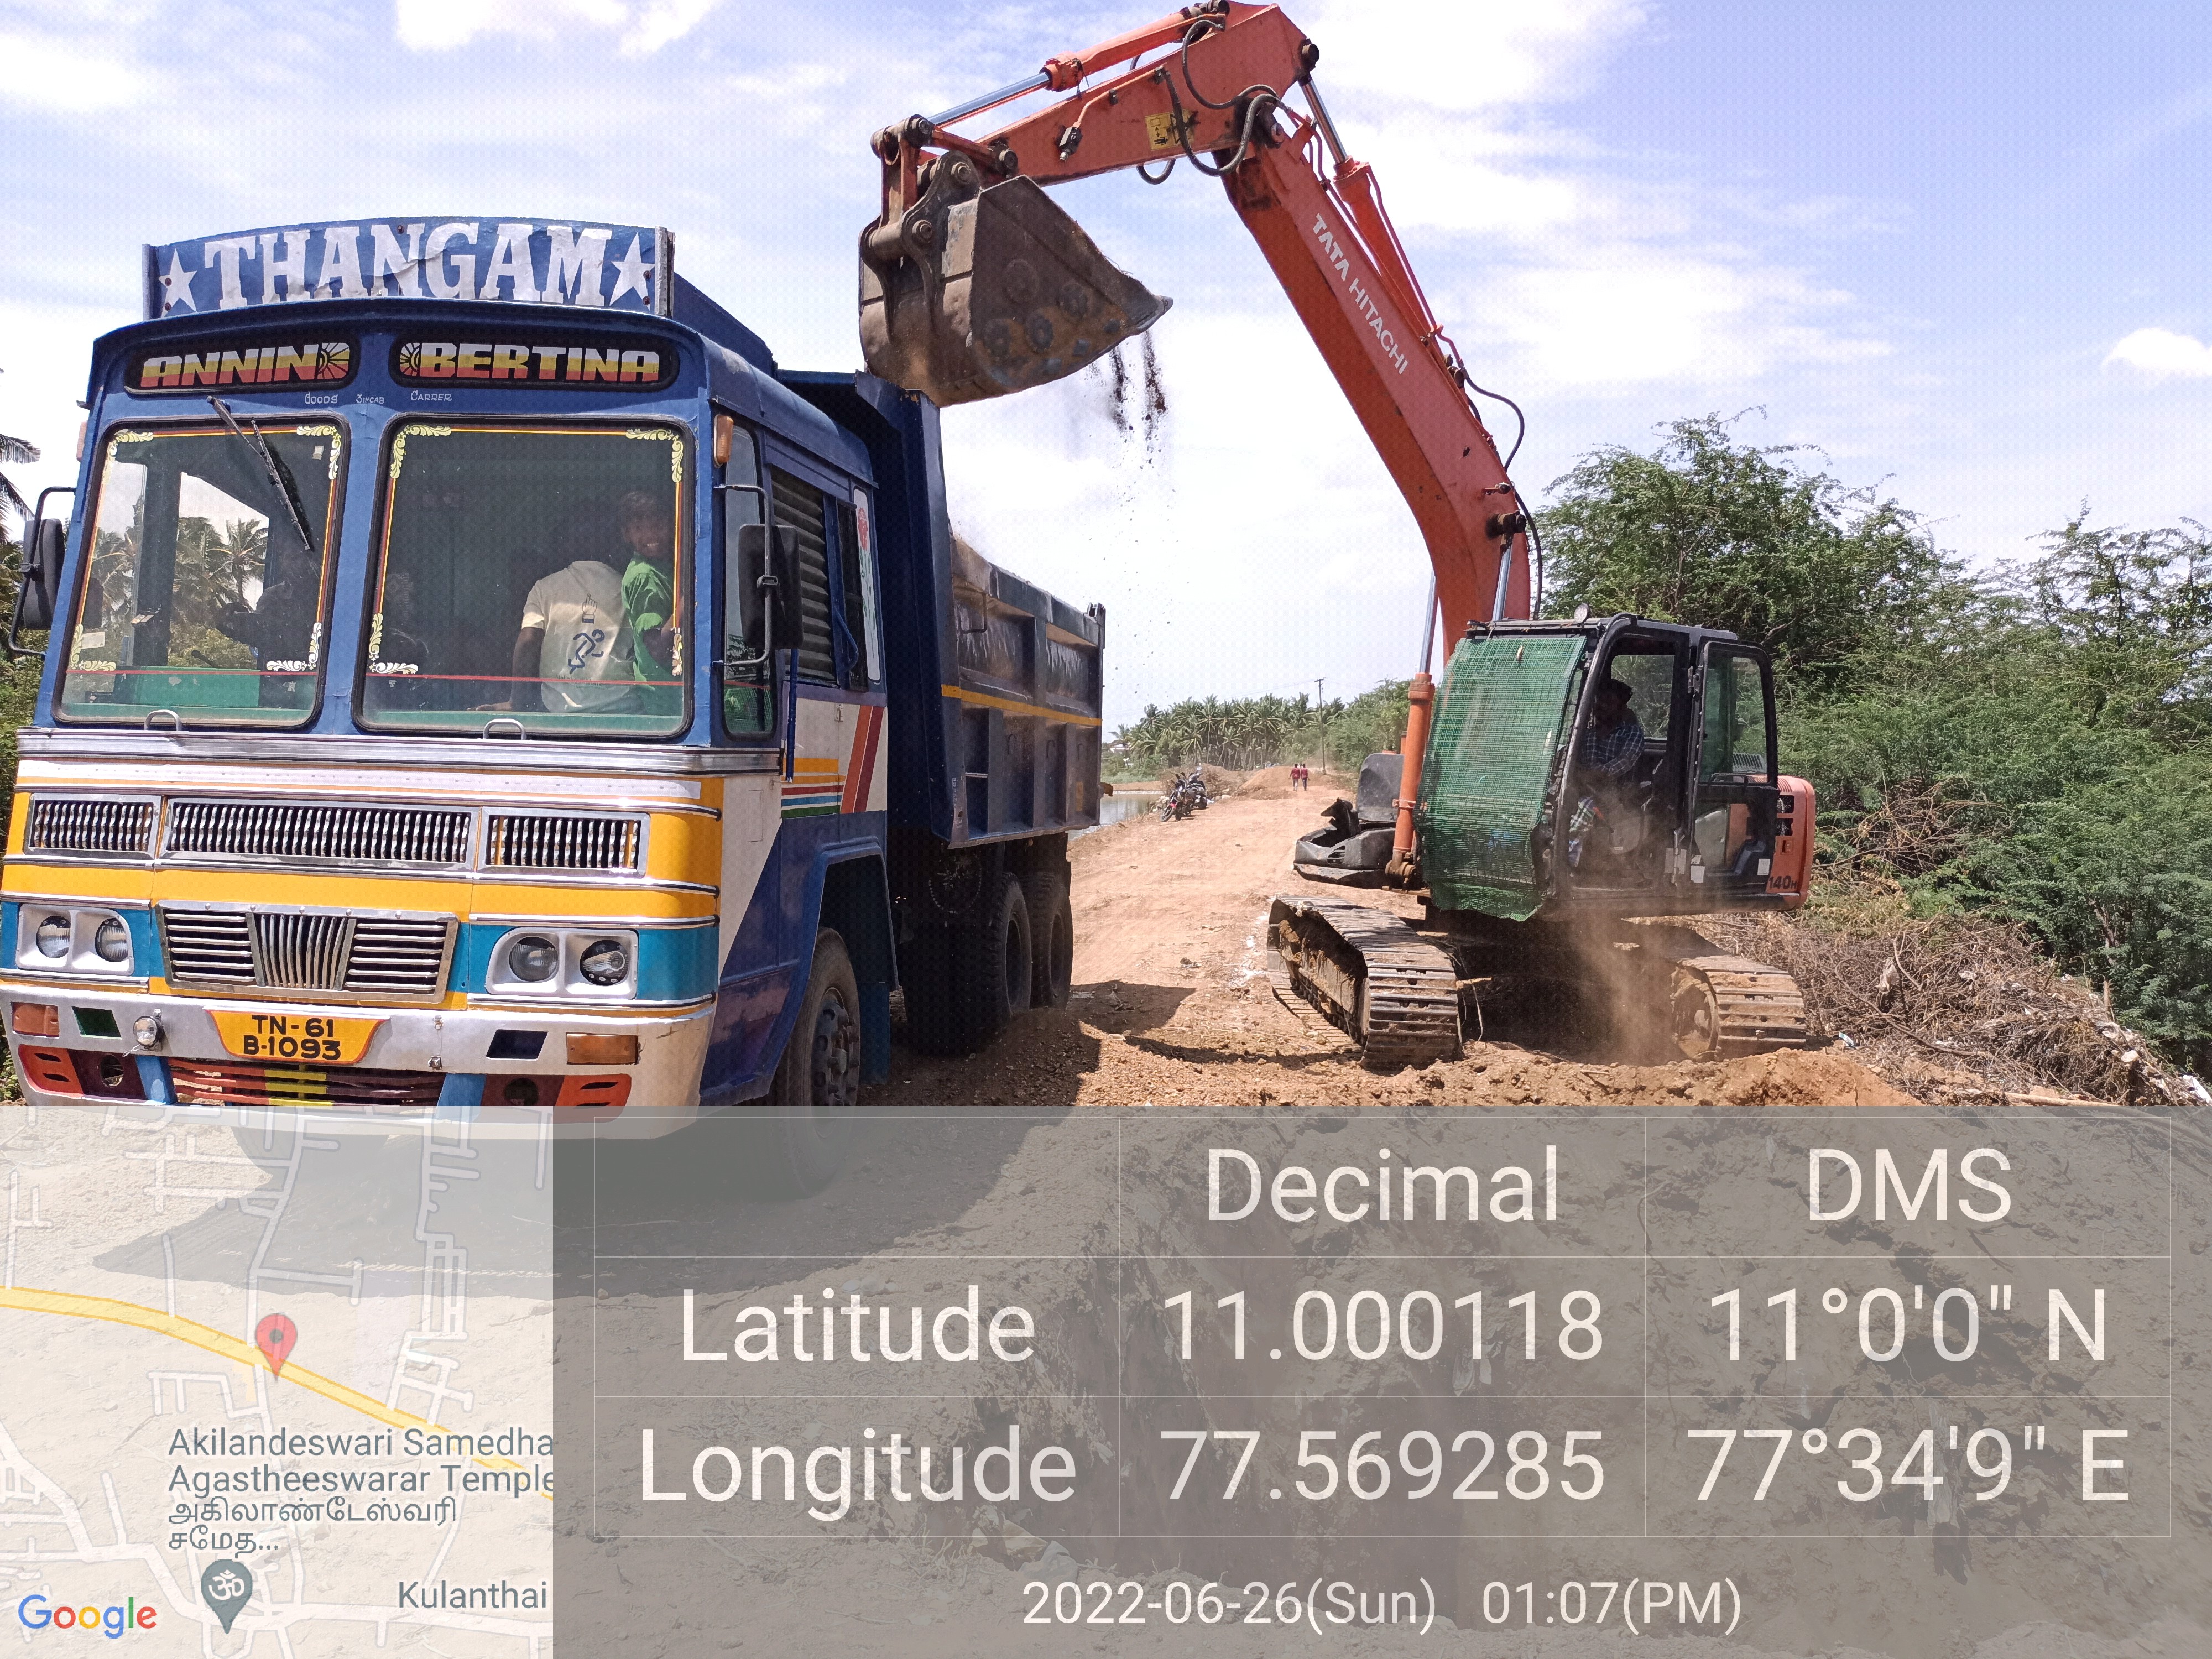 THANGAM
ANNIN BERTINA
GOODS
CARRER
TATA HITACHI
140H
TN-61
B-1093
Decimal DMS
Latitude 11.000118 11°0'0" N
Longitude 77.569285 77°34'9" E
2022-06-26(Sun) 01:07(PM)
Akilandeswari Samedha
Agastheeswarar Temple
அகிலாண்டேஸ்வரி
சமேத...
Kulanthai
Google